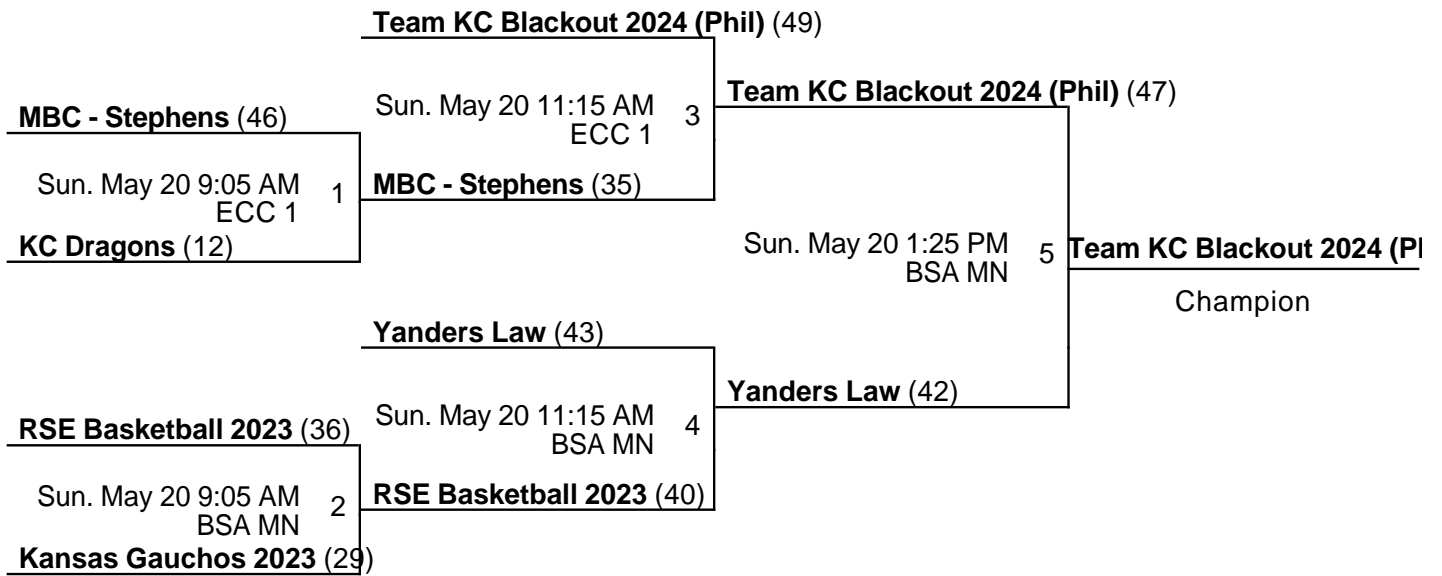 Team KC Blackout 2024 (Phil) (49)
Sun. May 20 11:15 AM
ECC 1
3
Team KC Blackout 2024 (Phil) (47)
MBC - Stephens (46)
Sun. May 20 9:05 AM
ECC 1
1
MBC - Stephens (35)
KC Dragons (12)
Sun. May 20 1:25 PM
BSA MN
5
Team KC Blackout 2024 (Pl
Champion
Yanders Law (43)
Sun. May 20 11:15 AM
BSA MN
4
Yanders Law (42)
RSE Basketball 2023 (36)
Sun. May 20 9:05 AM
BSA MN
2
RSE Basketball 2023 (40)
Kansas Gauchos 2023 (29)